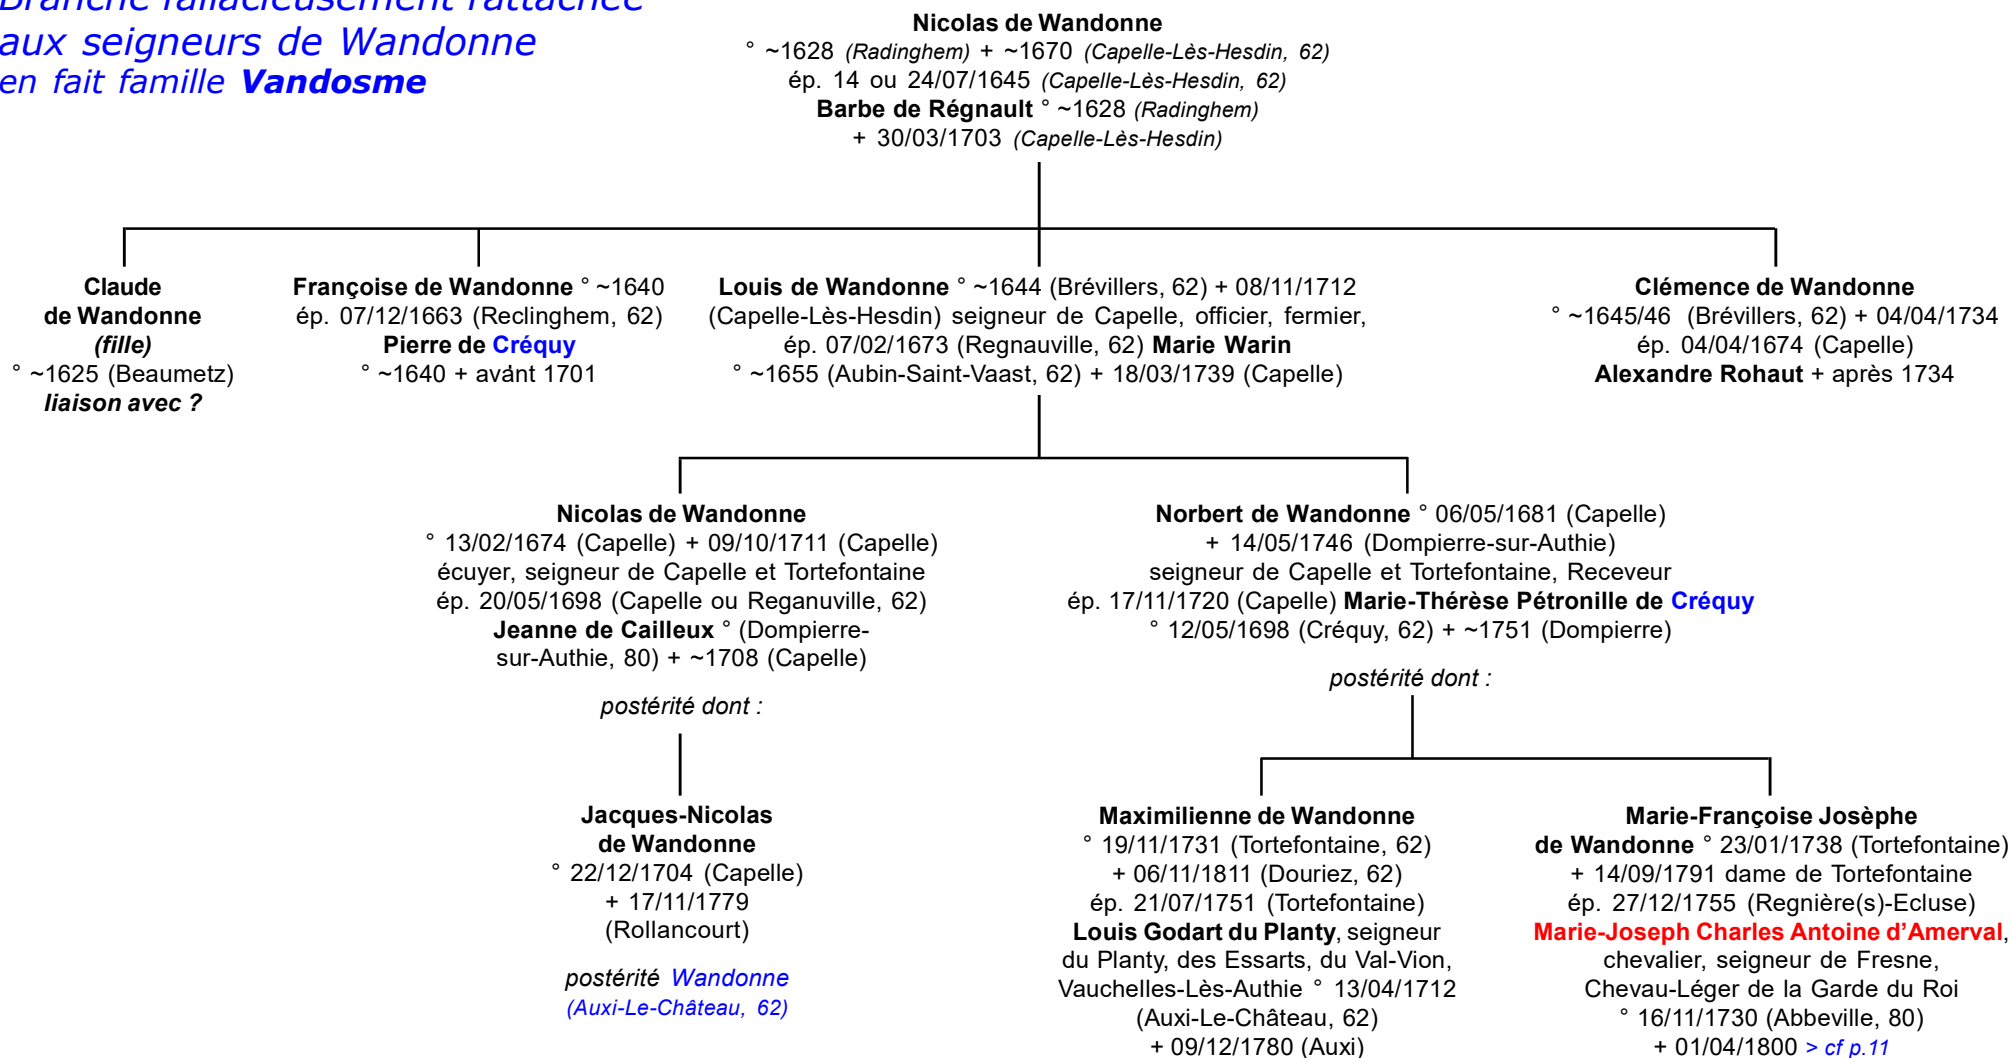 Branche fallacieusement rattachée
aux seigneurs de Wandonne
en fait famille Vandosme
Nicolas de Wandonne
° ~1628 (Radinghem) + ~1670 (Capelle-Lès-Hesdin, 62)
ép. 14 ou 24/07/1645 (Capelle-Lès-Hesdin, 62)
Barbe de Régnault ° ~1628 (Radinghem)
+ 30/03/1703 (Capelle-Lès-Hesdin)
Claude
de Wandonne
(fille)
° ~1625 (Beaumetz)
liaison avec ?
Françoise de Wandonne ° ~1640
ép. 07/12/1663 (Reclinghem, 62)
Pierre de Créquy
° ~1640 + avant 1701
Louis de Wandonne ° ~1644 (Brévillers, 62) + 08/11/1712
(Capelle-Lès-Hesdin) seigneur de Capelle, officier, fermier,
ép. 07/02/1673 (Regnauville, 62) Marie Warin
° ~1655 (Aubin-Saint-Vaast, 62) + 18/03/1739 (Capelle)
Clémence de Wandonne
° ~1645/46 (Brévillers, 62) + 04/04/1734
ép. 04/04/1674 (Capelle)
Alexandre Rohaut + après 1734
Nicolas de Wandonne
° 13/02/1674 (Capelle) + 09/10/1711 (Capelle)
écuyer, seigneur de Capelle et Tortefontaine
ép. 20/05/1698 (Capelle ou Reganuville, 62)
Jeanne de Cailleux ° (Dompierre-
sur-Authie, 80) + ~1708 (Capelle)
postérité dont :
Norbert de Wandonne ° 06/05/1681 (Capelle)
+ 14/05/1746 (Dompierre-sur-Authie)
seigneur de Capelle et Tortefontaine, Receveur
ép. 17/11/1720 (Capelle) Marie-Thérèse Pétronille de Créquy
° 12/05/1698 (Créquy, 62) + ~1751 (Dompierre)
postérité dont :
Jacques-Nicolas
de Wandonne
° 22/12/1704 (Capelle)
+ 17/11/1779
(Rollancourt)
postérité Wandonne
(Auxi-Le-Château, 62)
Maximilienne de Wandonne
° 19/11/1731 (Tortefontaine, 62)
+ 06/11/1811 (Douriez, 62)
ép. 21/07/1751 (Tortefontaine)
Louis Godart du Planty, seigneur
du Planty, des Essarts, du Val-Vion,
Vauchelles-Lès-Authie ° 13/04/1712
(Auxi-Le-Château, 62)
+ 09/12/1780 (Auxi)
Marie-Françoise Josèphe
de Wandonne ° 23/01/1738 (Tortefontaine)
+ 14/09/1791 dame de Tortefontaine
ép. 27/12/1755 (Regnière(s)-Ecluse)
Marie-Joseph Charles Antoine d'Amerval,
chevalier, seigneur de Fresne,
Chevau-Léger de la Garde du Roi
° 16/11/1730 (Abbeville, 80)
+ 01/04/1800 > cf p.11